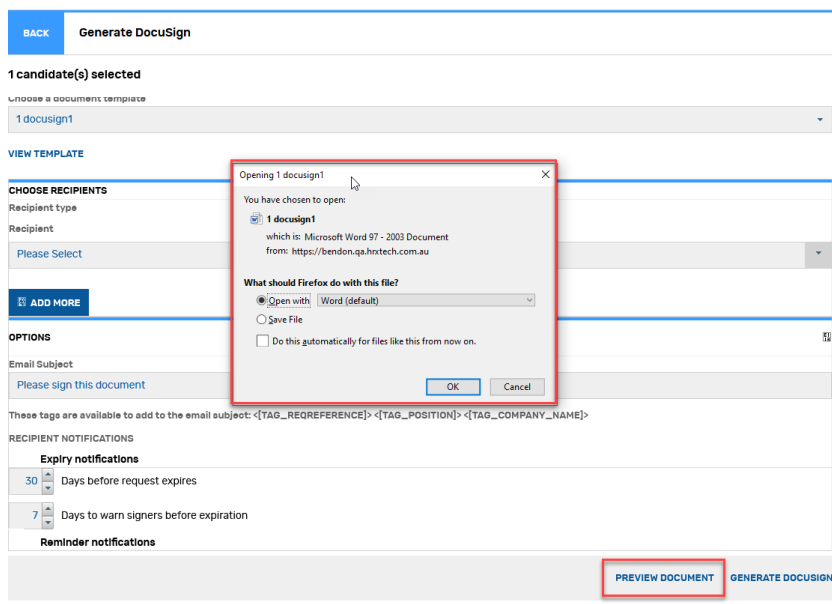 BACK
Generate DocuSign
1 candidate(s) selected
Choose a document template
1 docusign1
VIEW TEMPLATE
CHOOSE RECIPIENTS
Recipient type
Recipient
Please Select
ADD MORE
Opening 1 docusign1
You have chosen to open:
1 docusign1
which is: Microsoft Word 97 - 2003 Document
from: https://bendon.qa.hrxtech.com.au
What should Firefox do with this file?
Open with Word (default)
Save File
Do this automatically for files like this from now on.
OK Cancel
OPTIONS
Email Subject
Please sign this document
These tags are available to add to the email subject: <[TAG_REQREFERENCE]> <[TAG_POSITION]> <[TAG_COMPANY_NAME]>
RECIPIENT NOTIFICATIONS
Expiry notifications
30 Days before request expires
7 Days to warn signers before expiration
Reminder notifications
PREVIEW DOCUMENT GENERATE DOCUSIGN